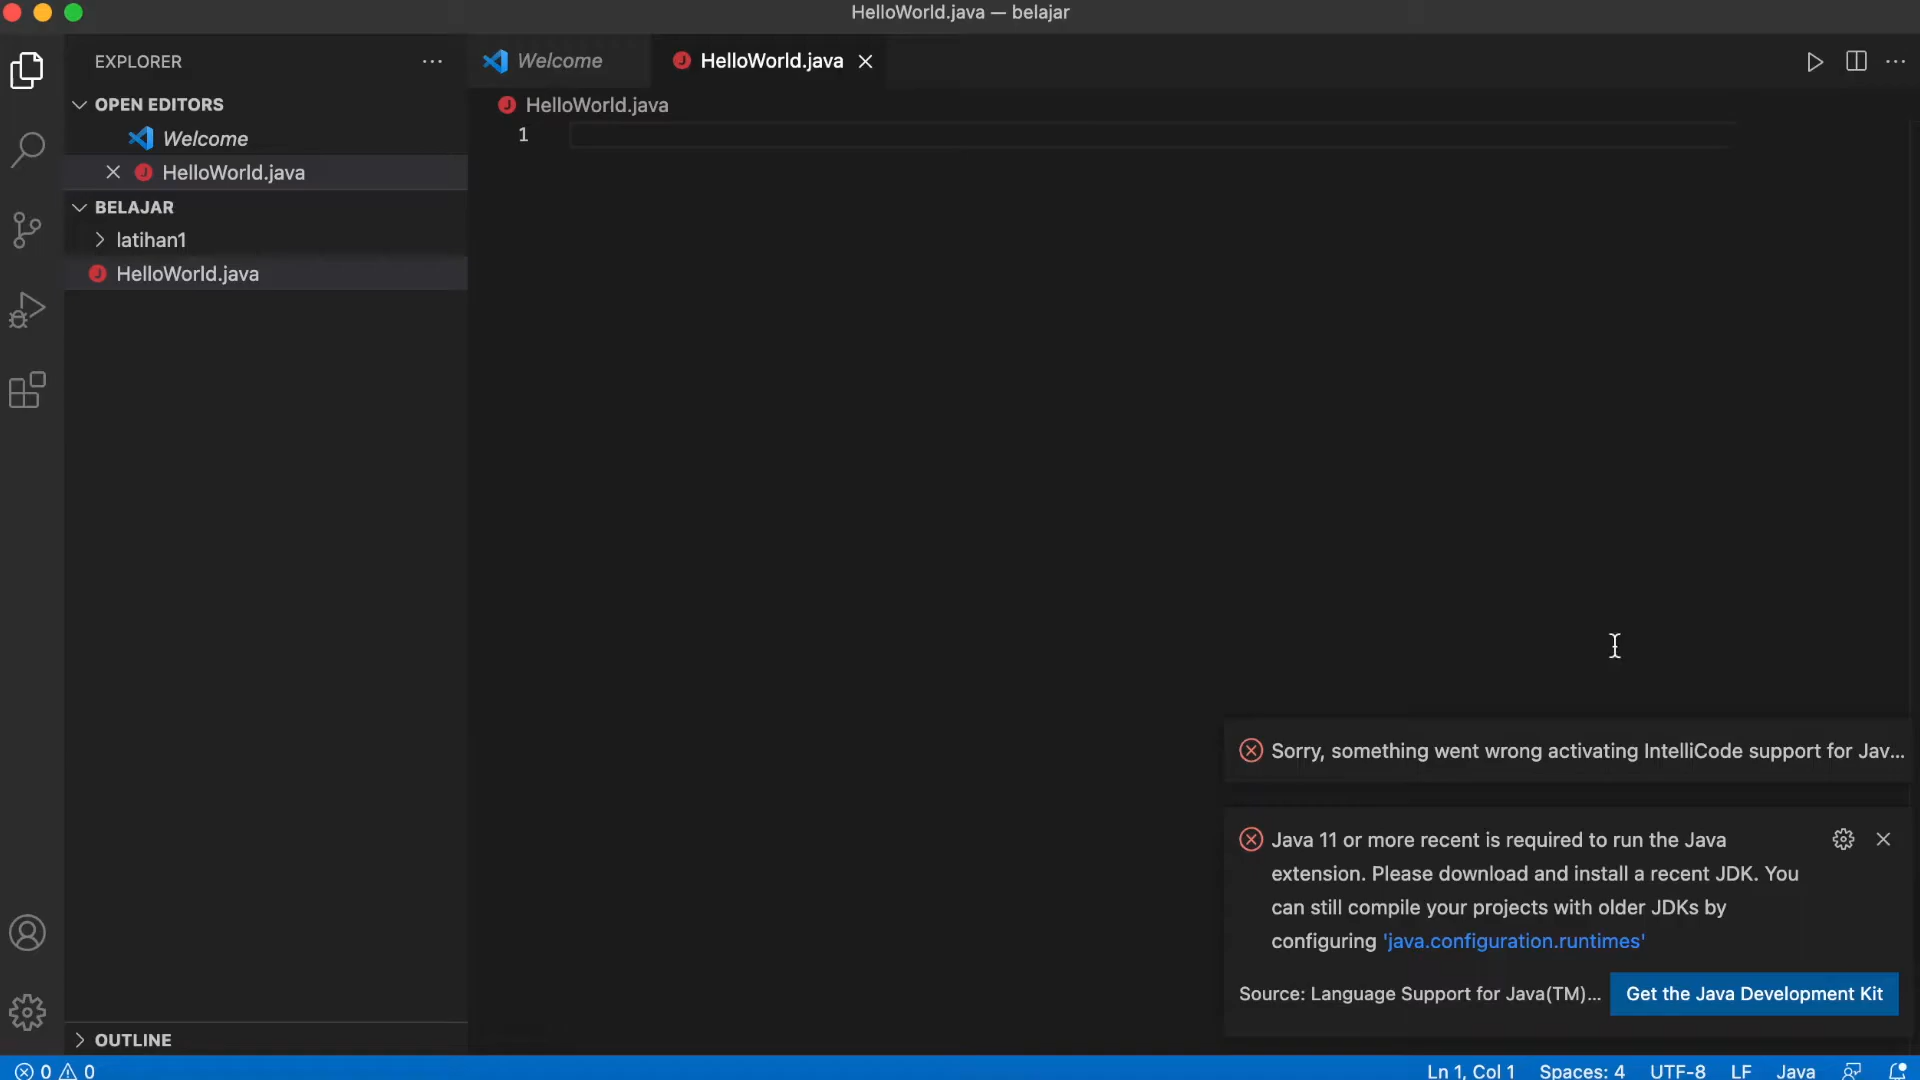 HelloWorld.java — belajar
EXPLORER
Welcome
HelloWorld.java
OPEN EDITORS
Welcome
HelloWorld.java
BELAJAR
latihan1
HelloWorld.java
OUTLINE
HelloWorld.java
1
Sorry, something went wrong activating IntelliCode support for Jav...
Java 11 or more recent is required to run the Java
extension. Please download and install a recent JDK. You
can still compile your projects with older JDKs by
configuring 'java.configuration.runtimes'
Source: Language Support for Java(TM)...
Get the Java Development Kit
0 0
Ln 1, Col 1 Spaces: 4 UTF-8 LF Java